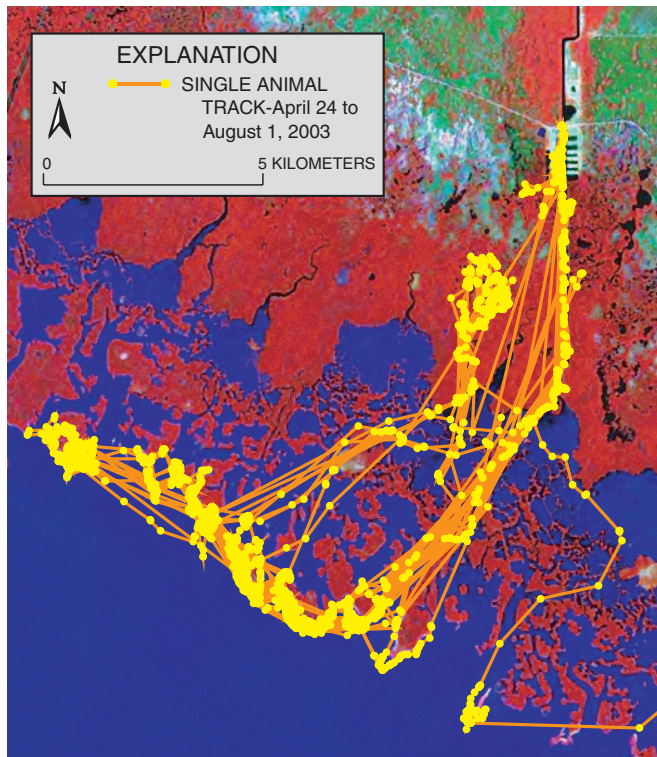 EXPLANATION
SINGLE ANIMAL
TRACK-April 24 to
August 1, 2003
N
0 5 KILOMETERS